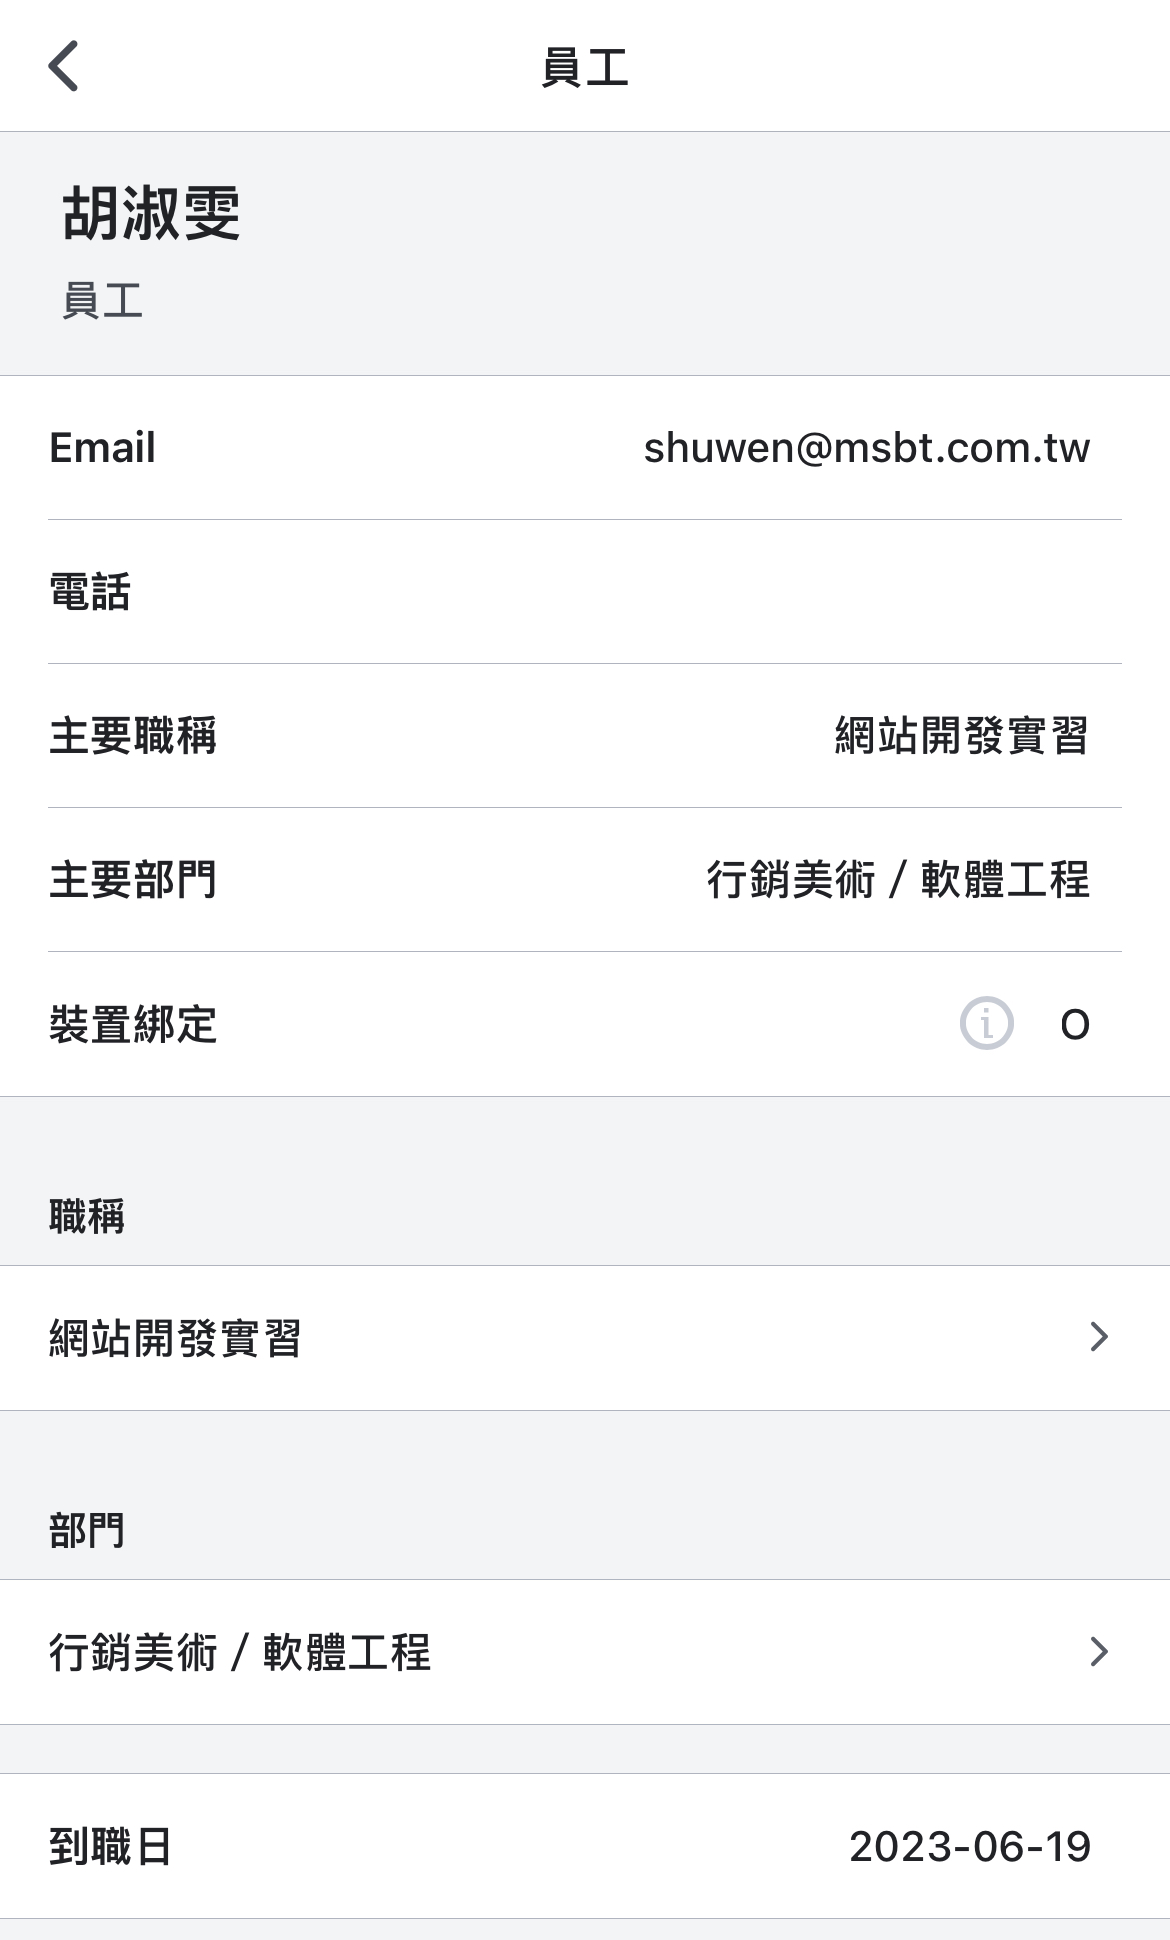 員工
胡淑雯
員工
Email shuwen@msbt.com.tw
電話
主要職稱 網站開發實習
主要部門 行銷美術 / 軟體工程
裝置綁定 i O
職稱
網站開發實習
部門
行銷美術 / 軟體工程
到職日 2023-06-19